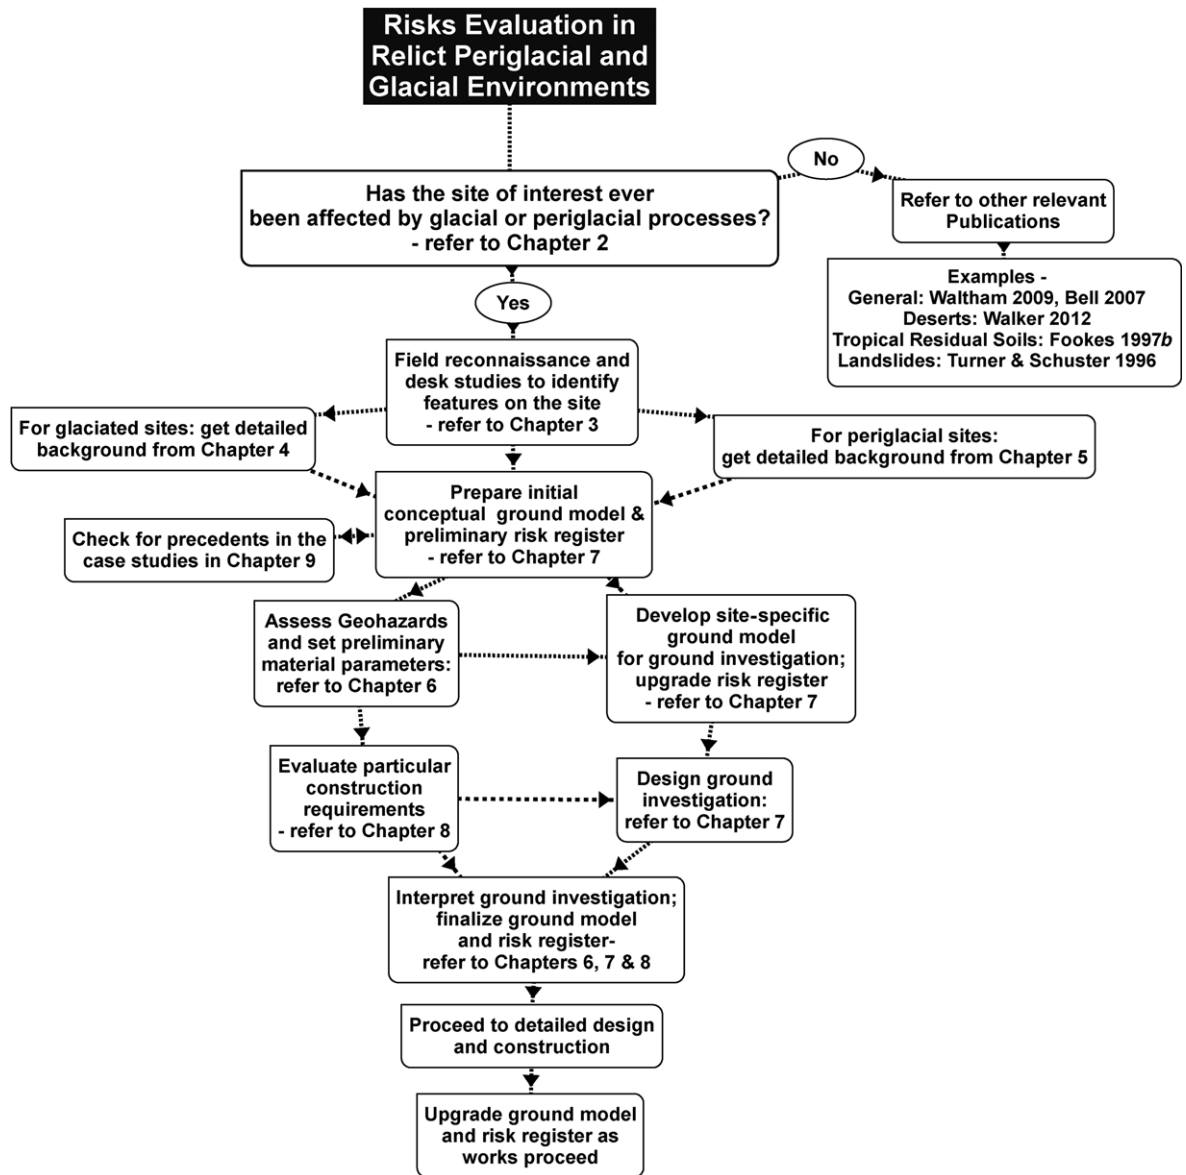 Risks Evaluation in
Relict Periglacial and
Glacial Environments
No
Has the site of interest ever
been affected by glacial or periglacial processes?
- refer to Chapter 2
Refer to other relevant
Publications
Examples -
General: Waltham 2009, Bell 2007
Deserts: Walker 2012
Tropical Residual Soils: Fookes 1997b
Landslides: Turner & Schuster 1996
Yes
Field reconnaissance and
desk studies to identify
features on the site
- refer to Chapter 3
For glaciated sites: get detailed
background from Chapter 4
For periglacial sites:
get detailed background from Chapter 5
Prepare initial
conceptual ground model &
preliminary risk register
- refer to Chapter 7
Check for precedents in the
case studies in Chapter 9
Assess Geohazards
and set preliminary
material parameters:
refer to Chapter 6
Develop site-specific
ground model
for ground investigation;
upgrade risk register
- refer to Chapter 7
Evaluate particular
construction
requirements
- refer to Chapter 8
Design ground
investigation:
refer to Chapter 7
Interpret ground investigation;
finalize ground model
and risk register-
refer to Chapters 6, 7 & 8
Proceed to detailed design
and construction
Upgrade ground model
and risk register as
works proceed